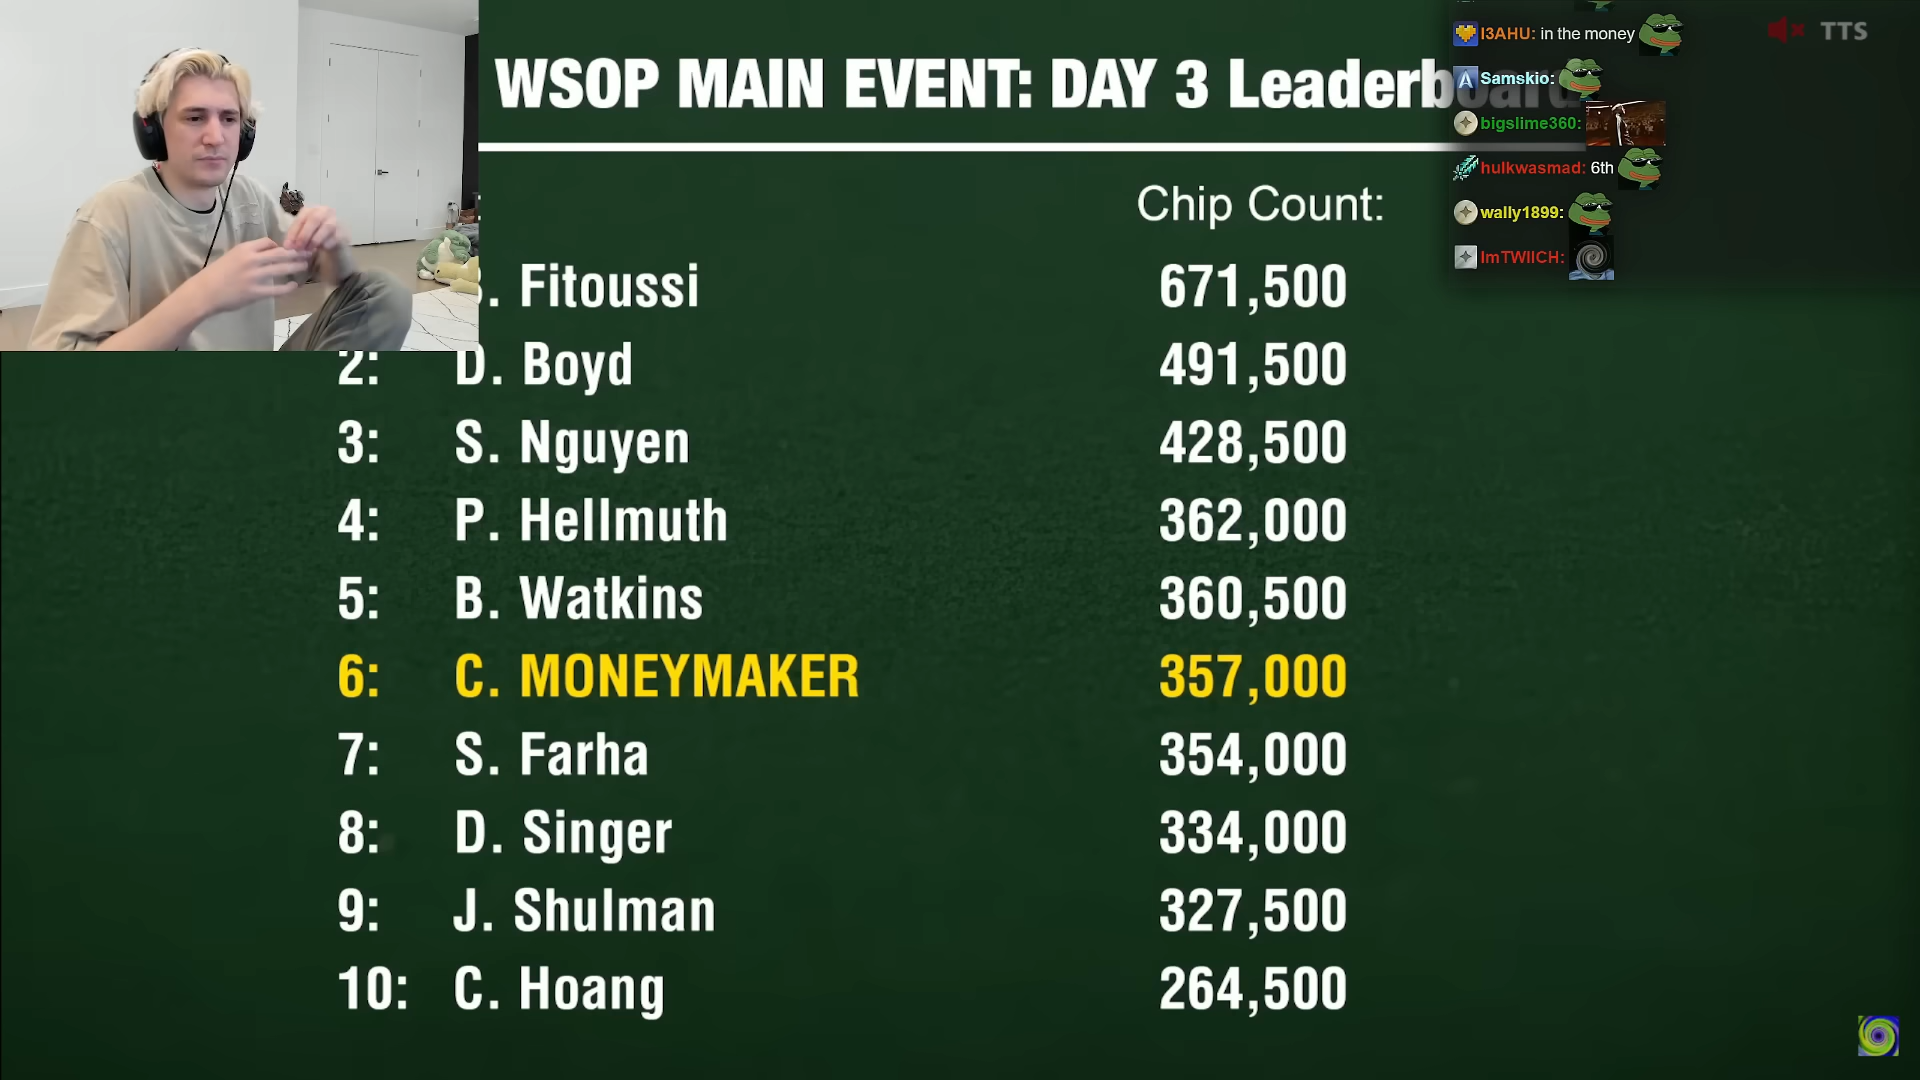 WSOP MAIN EVENT: DAY 3 Leaderboard
Chip Count:
. Fitoussi 671,500
2: D. Boyd 491,500
3: S. Nguyen 428,500
4: P. Hellmuth 362,000
5: B. Watkins 360,500
6: C. MONEYMAKER 357,000
7: S. Farha 354,000
8: D. Singer 334,000
9: J. Shulman 327,500
10: C. Hoang 264,500
I3AHU: in the money
Samskio:
bigslime360:
hulkwasmad: 6th
wally1899:
ImTWIICH:
TTS